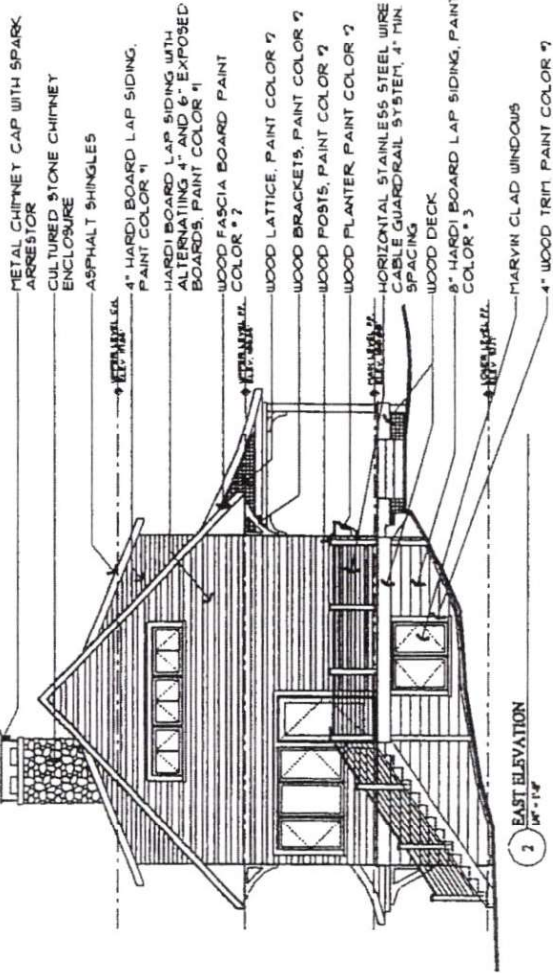 METAL CHIMNEY CAP WITH SPARK
ARRESTOR
CULTURED STONE CHIMNEY
ENCLOSURE
ASPHALT SHINGLES
4" HARDI BOARD LAP SIDING,
PAINT COLOR #1
HARDI BOARD LAP SIDING WITH
ALTERNATING 4" AND 6" EXPOSED
BOARDS, PAINT COLOR #1
WOOD FASCIA BOARD PAINT
COLOR #2
WOOD LATTICE, PAINT COLOR #2
WOOD BRACKETS, PAINT COLOR #2
WOOD POSTS, PAINT COLOR #2
WOOD PLANTER, PAINT COLOR #2
HORIZONTAL STAINLESS STEEL WIRE
CABLE GUARDRAIL SYSTEM, 4" MIN.
SPACING
WOOD DECK
8" HARDI BOARD LAP SIDING, PAINT
COLOR #3
MARVIN CLAD WINDOWS
4" WOOD TRIM, PAINT COLOR #2
2
EAST ELEVATION